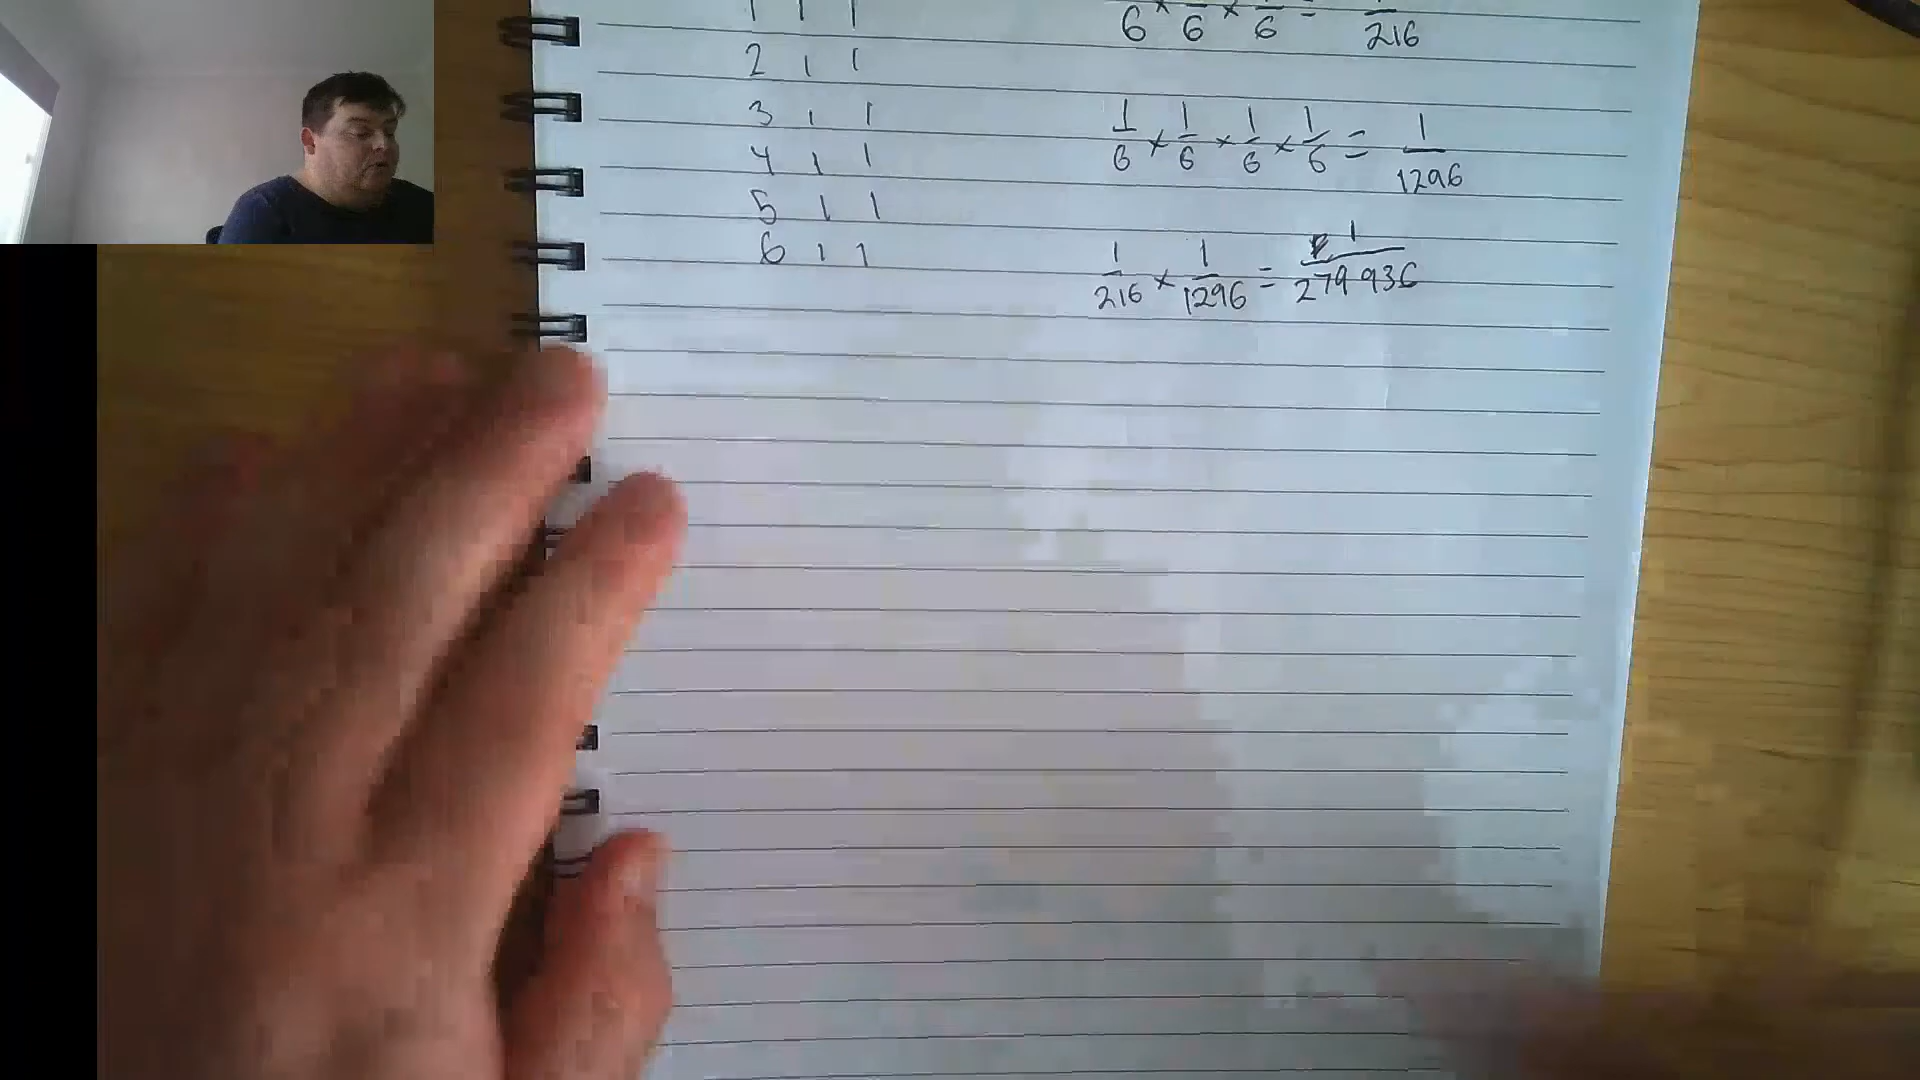 1 1 1
6 × 6 × 6 = 216
2 1 1
3 1 1
1/6 × 1/6 × 1/6 × 1/6 = 1/1296
4 1 1
5 1 1
6 1 1
1/216 × 1/1296 = 1/279936